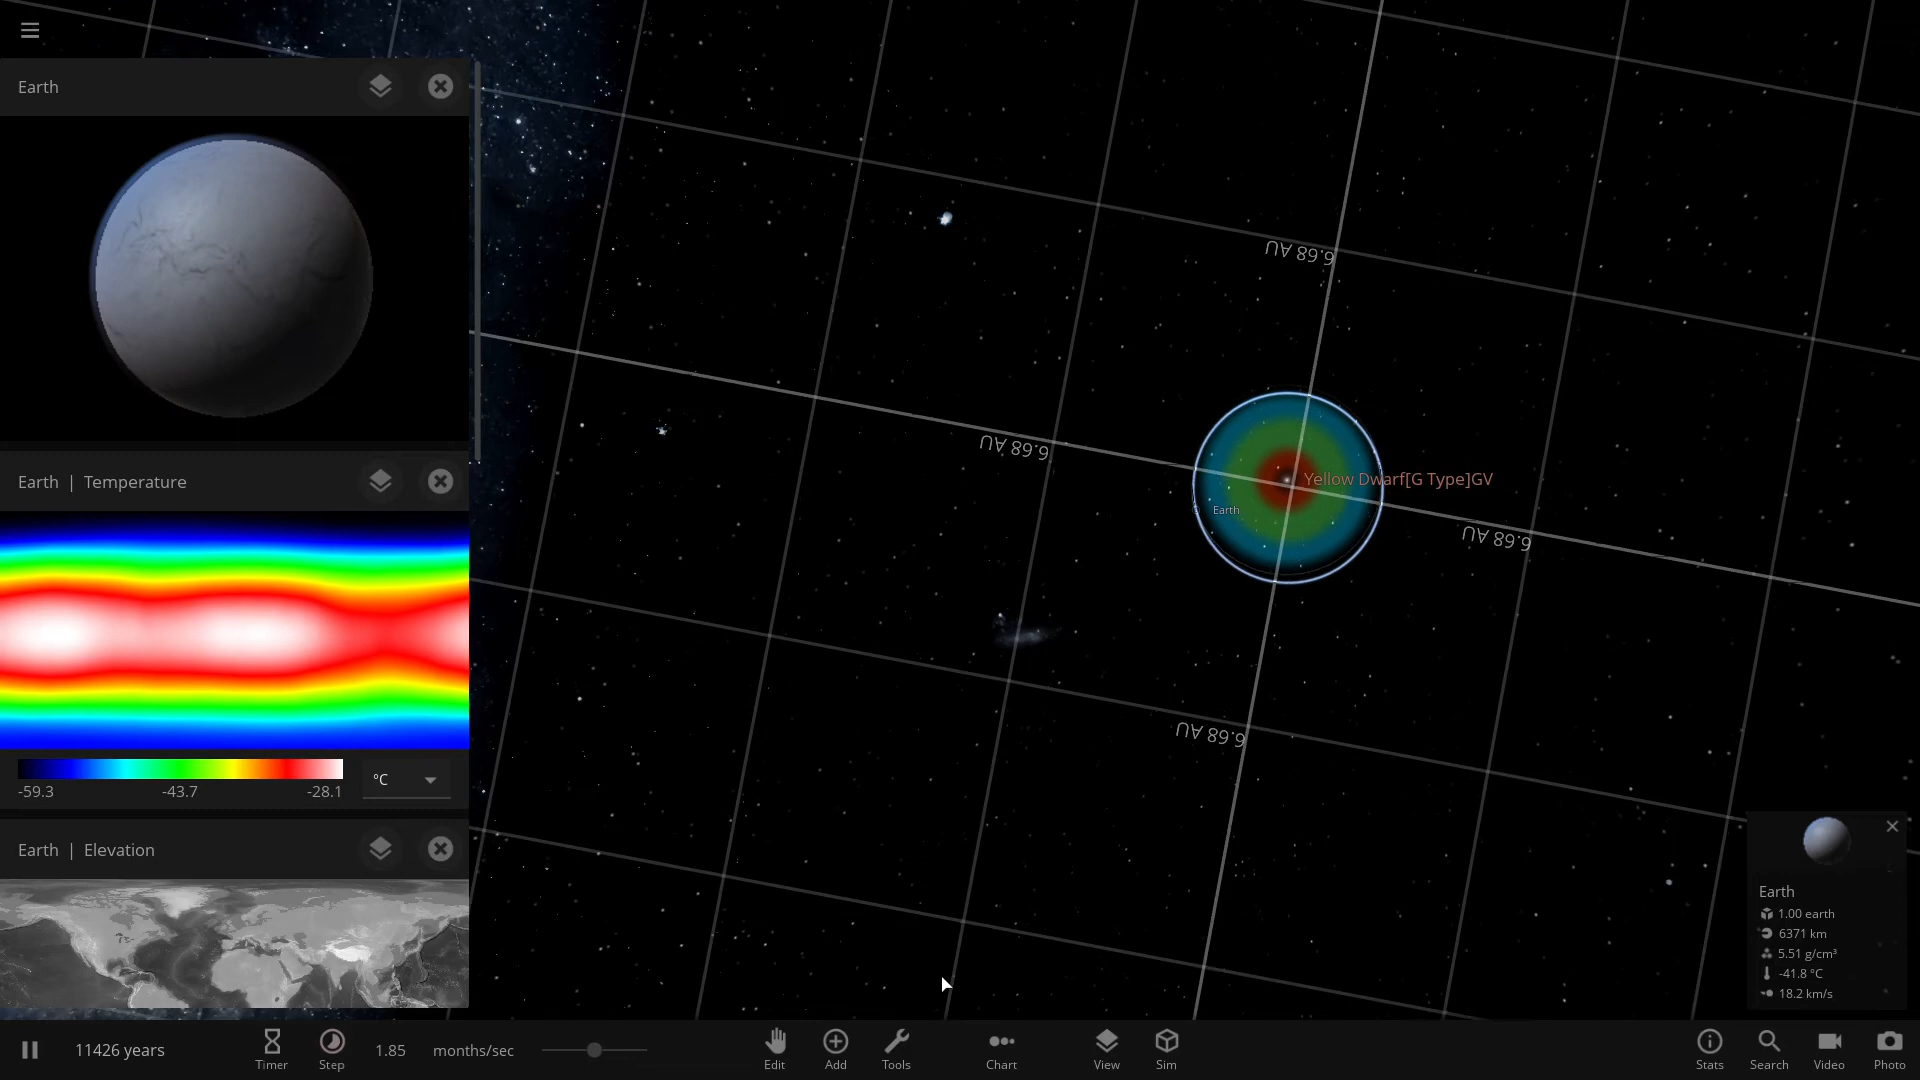 Earth
Earth | Temperature
°C
-59.3 -43.7 -28.1
Earth | Elevation
6.68 AU
6.68 AU
Yellow Dwarf[G Type]GV
Earth
6.68 AU
6.68 AU
Earth
1.00 earth
6371 km
5.51 g/cm³
-41.8 °C
18.2 km/s
11426 years
Timer
Step
1.85 months/sec
Edit
Add
Tools
Chart
View
Sim
Stats
Search
Video
Photo